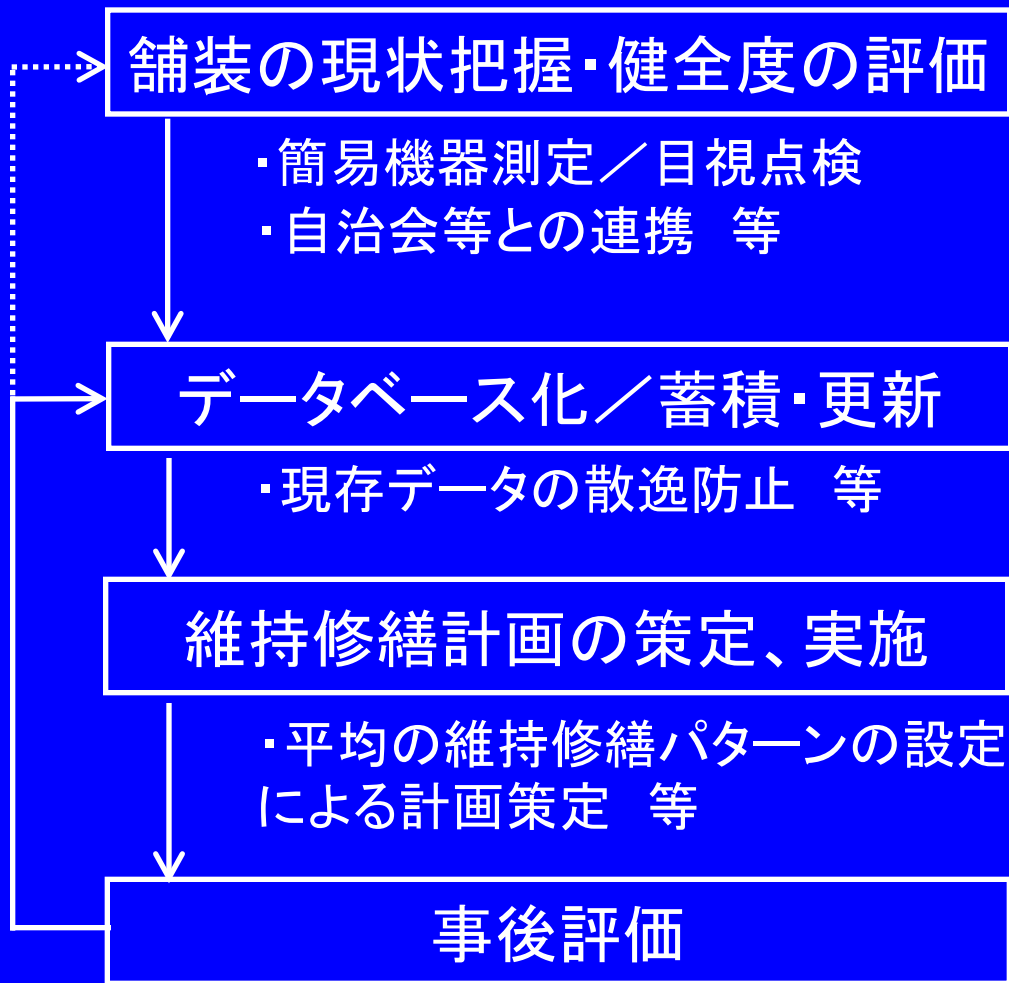 舗装の現状把握・健全度の評価
・簡易機器測定／目視点検
・自治会等との連携　等
データベース化／蓄積・更新
・現存データの散逸防止　等
維持修繕計画の策定、実施
・平均の維持修繕パターンの設定
による計画策定　等
事後評価